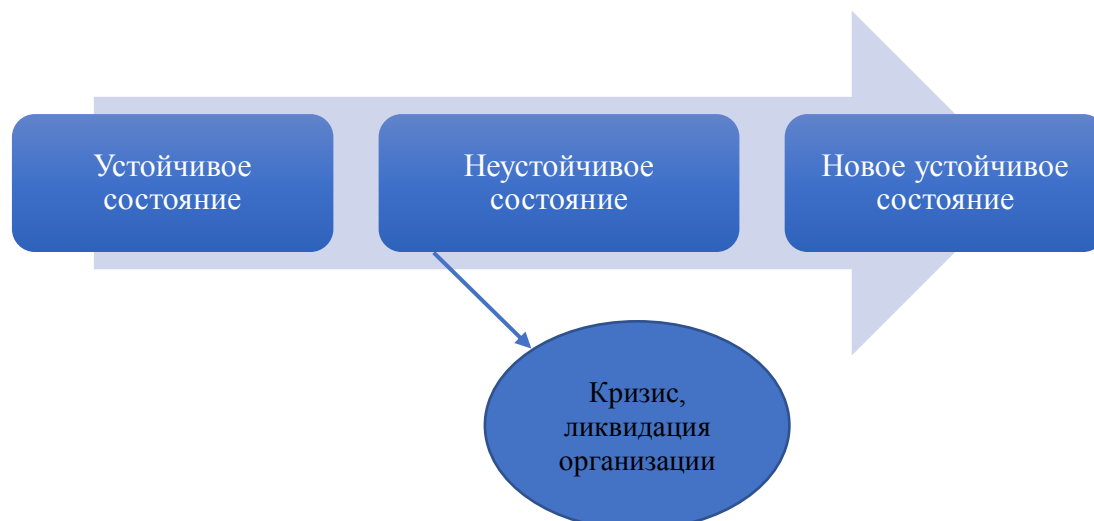 Устойчивое
состояние
Неустойчивое
состояние
Новое устойчивое
состояние
Кризис,
ликвидация
организации